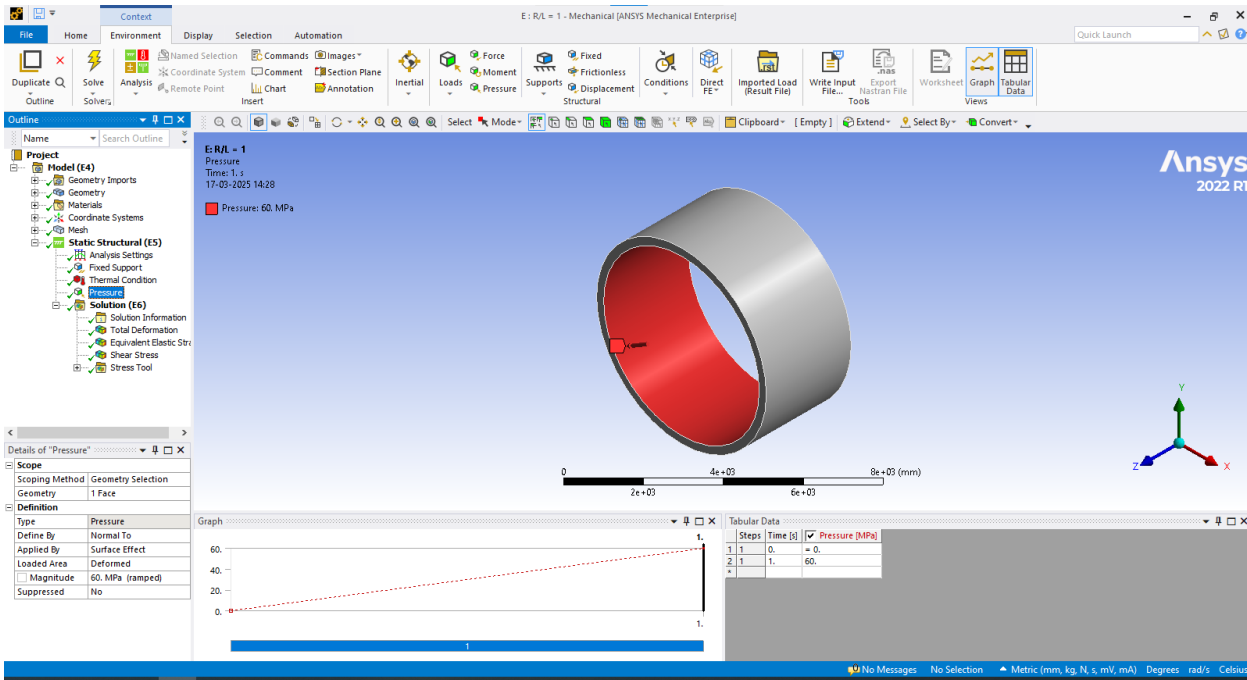 Context
E : R/L = 1 - Mechanical [ANSYS Mechanical Enterprise]
File Home Environment Display Selection Automation Quick Launch
Duplicate
Outline
Solve
Solvers
Analysis
Named Selection
Coordinate System
Remote Point
Commands
Comment
Chart
Images
Section Plane
Annotation
Insert
Inertial
Loads
Force
Moment
Pressure
Supports
Fixed
Frictionless
Displacement
Structural
Conditions
Direct
FE
Imported Load
(Result File)
Write Input
File...
Export
Nastran File
Tools
Worksheet
Graph
Tabular
Data
Views
Outline
Name Search Outline
Select Mode Clipboard [ Empty ] Extend Select By Convert
Project
Model (E4)
Geometry Imports
Geometry
Materials
Coordinate Systems
Mesh
Static Structural (E5)
Analysis Settings
Fixed Support
Thermal Condition
Pressure
Solution (E6)
Solution Information
Total Deformation
Equivalent Elastic Stra
Shear Stress
Stress Tool
E: R/L = 1
Pressure
Time: 1. s
17-03-2025 14:28
Pressure: 60. MPa
Ansys
2022 R1
0 4e+03 8e+03 (mm)
2e+03 6e+03
Y
Z X
Details of "Pressure"
Scope
Scoping Method Geometry Selection
Geometry 1 Face
Definition
Type Pressure
Define By Normal To
Applied By Surface Effect
Loaded Area Deformed
Magnitude 60. MPa (ramped)
Suppressed No
Graph
1.
60.
40.
20.
0.
1.
1
Tabular Data
Steps Time [s] Pressure [MPa]
1 1 0. = 0.
2 1 1. 60.
*
No Messages No Selection Metric (mm, kg, N, s, mV, mA) Degrees rad/s Celsius